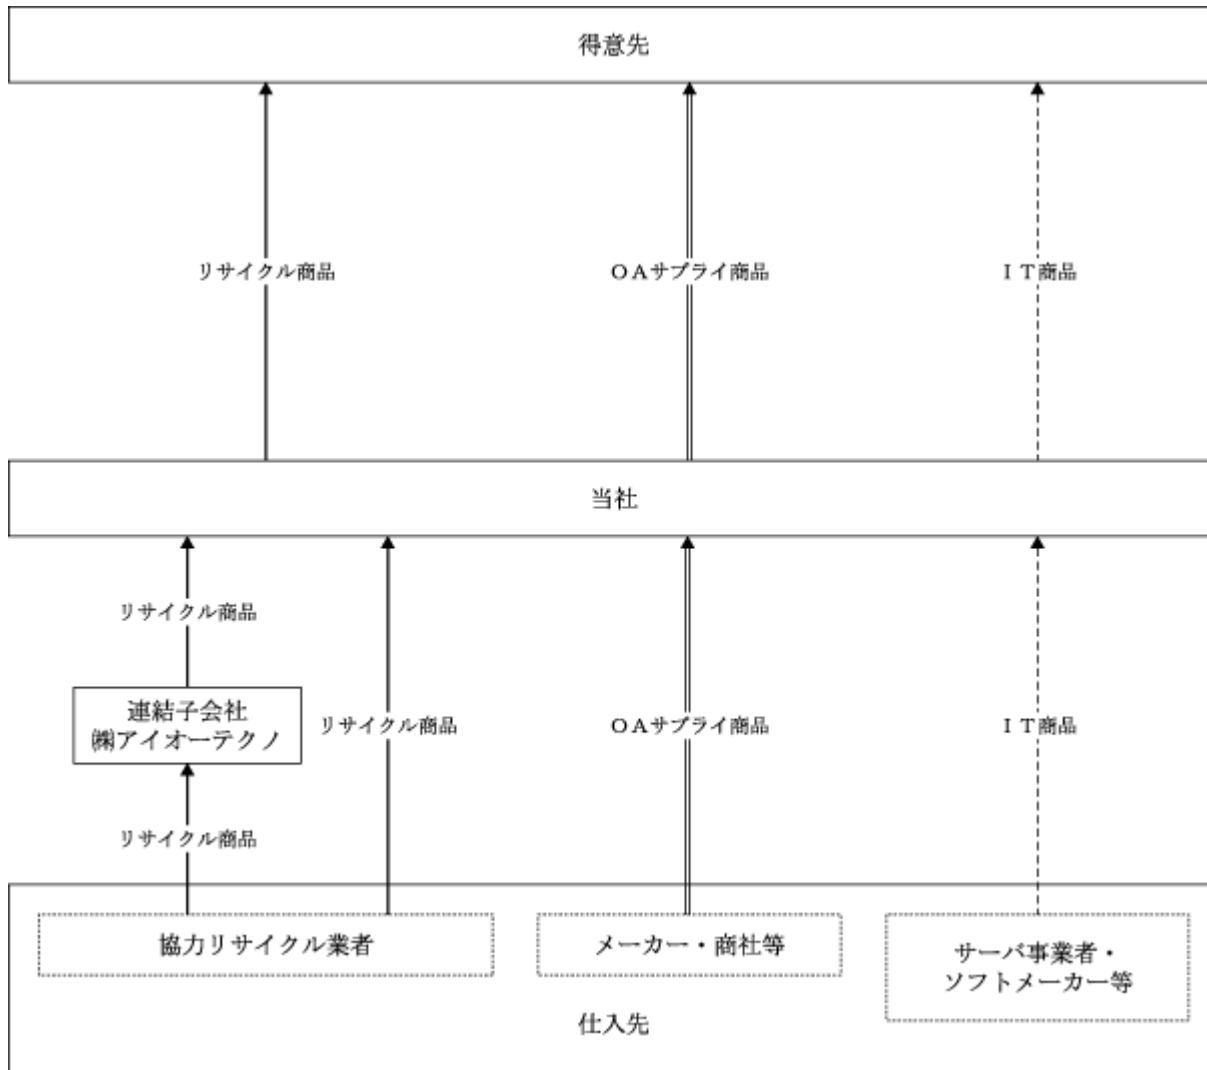 得意先
リサイクル商品
ＯＡサプライ商品
ＩＴ商品
当社
リサイクル商品
連結子会社
㈱アイオーテクノ
リサイクル商品
ＯＡサプライ商品
ＩＴ商品
リサイクル商品
協力リサイクル業者
メーカー・商社等
サーバ事業者・
ソフトメーカー等
仕入先